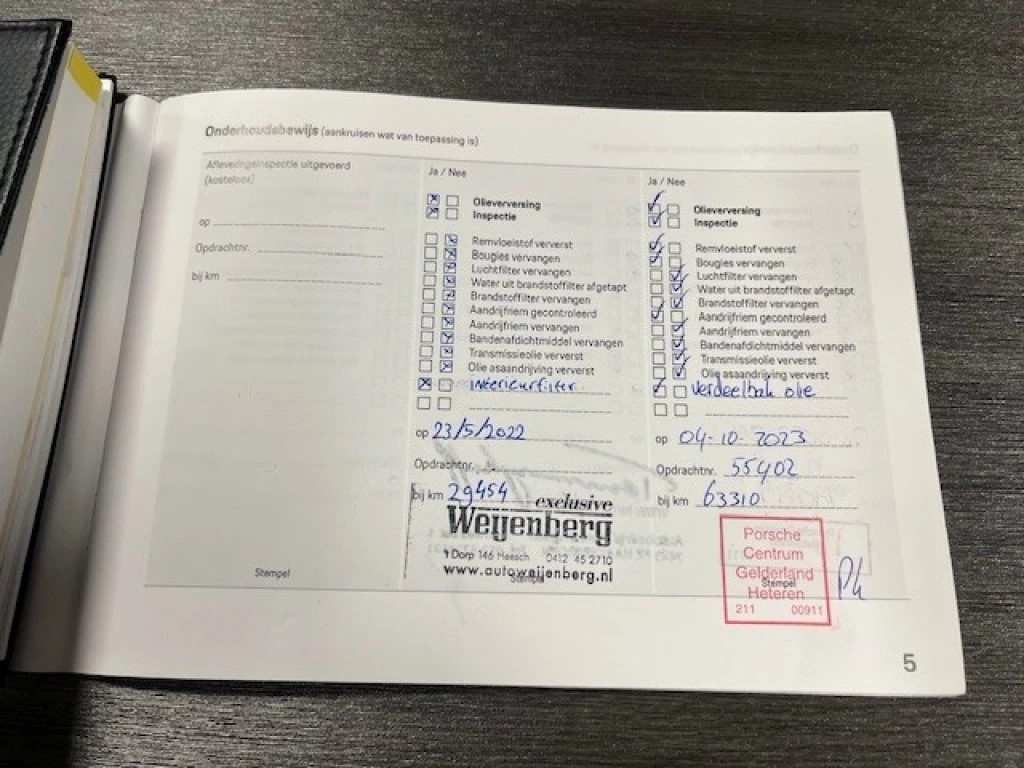 Onderhoudsbewijs (aankruisen wat van toepassing is)
Afleveringsinspectie uitgevoerd
(kosteloor)
op
Opdrachtnr.
bij km
Stempel
Ja / Nee
Olieverversing
Inspectie
Remvloeistof ververst
Bougies vervangen
Luchtfilter vervangen
Water uit brandstoffilter afgetapt
Brandstoffilter vervangen
Aandrijfriem gecontroleerd
Aandrijfriem vervangen
Bandenafdichtmiddel vervangen
Transmissieolie ververst
Olie asaandrijving ververst
Interieurfilter
op 23/5/2022
Opdrachtnr.
bij km 29454
exclusive
Weyenberg
't Dorp 146 Heesch 0412 45 2710
www.autoweijenberg.nl
Stempel
Ja / Nee
Olieverversing
Inspectie
Remvloeistof ververst
Bougies vervangen
Luchtfilter vervangen
Water uit brandstoffilter afgetapt
Brandstoffilter vervangen
Aandrijfriem gecontroleerd
Aandrijfriem vervangen
Bandenafdichtmiddel vervangen
Transmissieolie ververst
Olie asaandrijving ververst
Verdeelbak olie
op 04-10-2023
Opdrachtnr. 55402
bij km 63310
Porsche
Centrum
Gelderland
Stempel
Heteren
211 00911
5